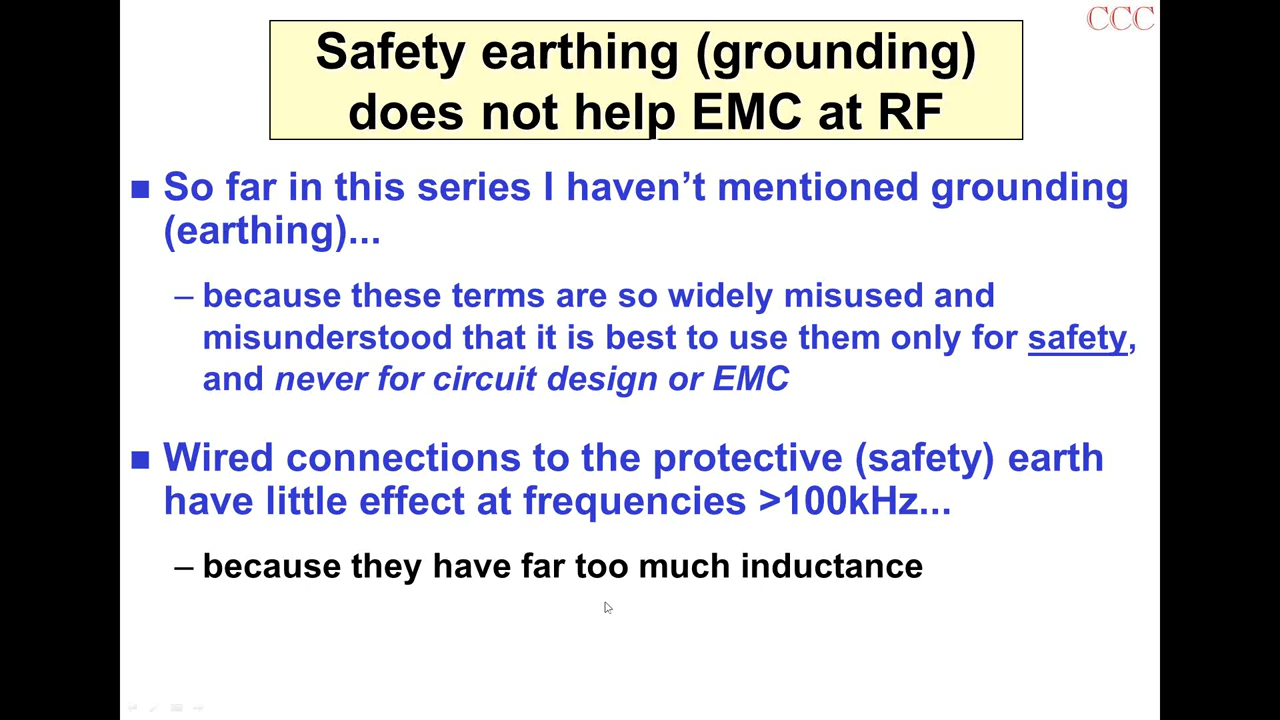 CCC
Safety earthing (grounding)
does not help EMC at RF
■ So far in this series I haven’t mentioned grounding
(earthing)...
– because these terms are so widely misused and
misunderstood that it is best to use them only for safety,
and never for circuit design or EMC
■ Wired connections to the protective (safety) earth
have little effect at frequencies >100kHz...
– because they have far too much inductance